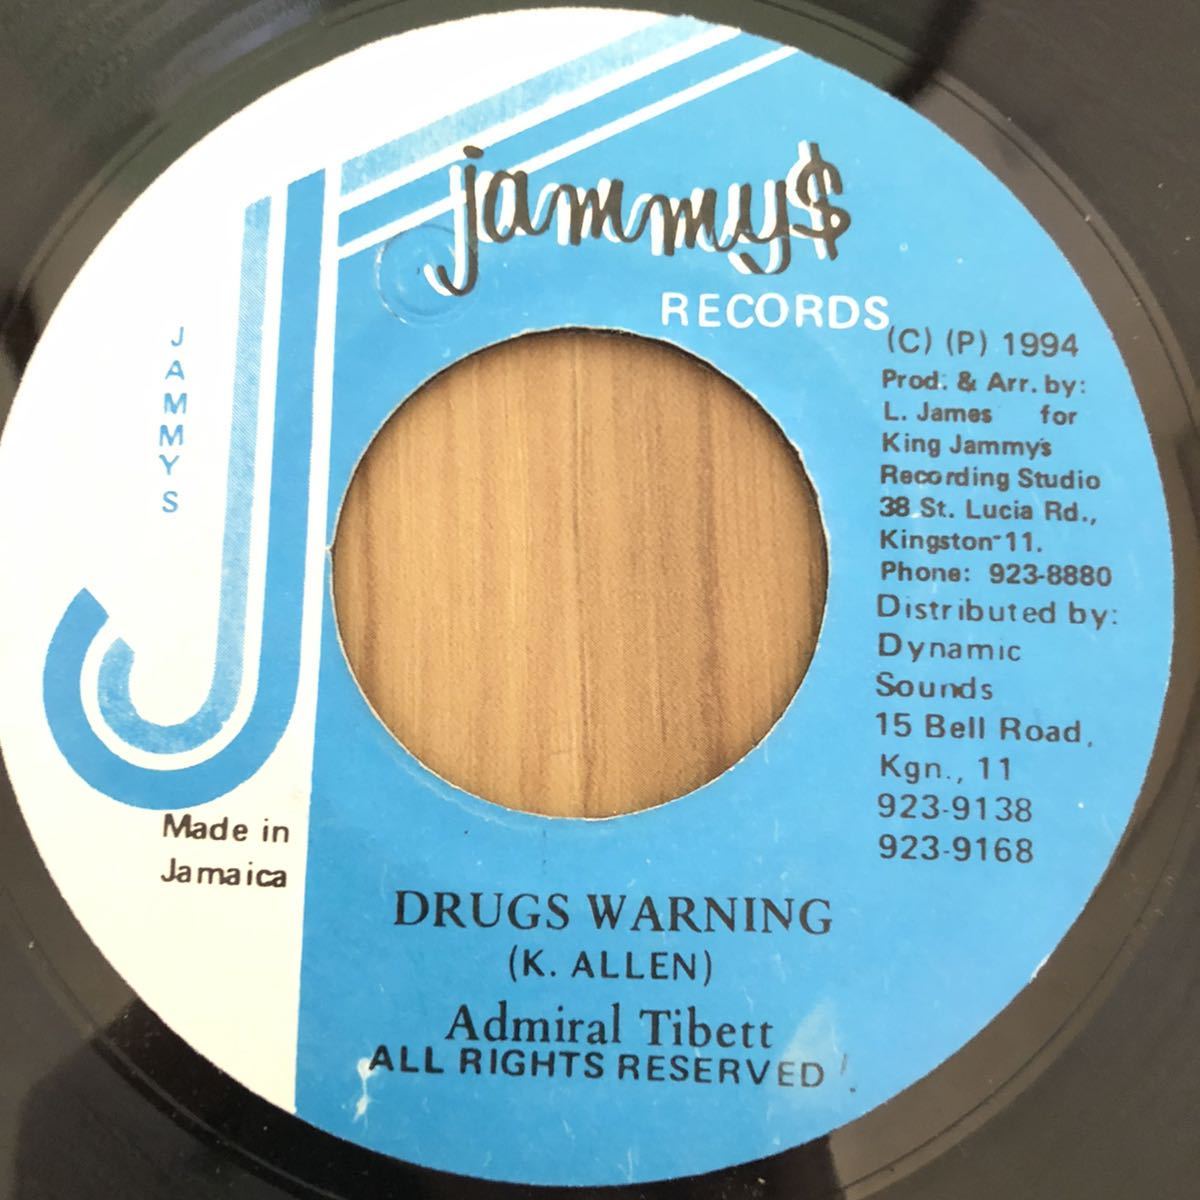 jammy$
RECORDS
JAMMYS
(C) (P) 1994
Prod. & Arr. by:
L. James for
King Jammy's
Recording Studio
38 St. Lucia Rd.,
Kingston-11.
Phone: 923-8880
Distributed by:
Dynamic
Sounds
15 Bell Road,
Kgn., 11
923-9138
923-9168
Made in
Jamaica
DRUGS WARNING
(K. ALLEN)
Admiral Tibett
ALL RIGHTS RESERVED